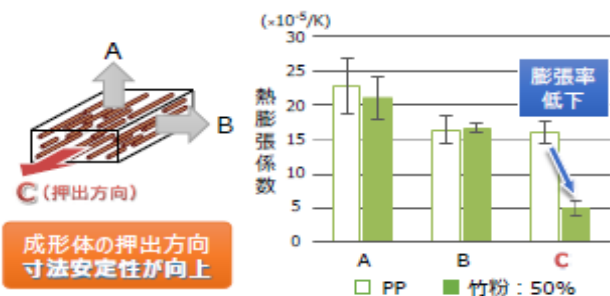 A
B
C（押出方向）
成形体の押出方向
寸法安定性が向上
(×10⁻⁵/K)
熱膨張係数
30
25
20
15
10
5
0
膨張率
低下
A B C
PP 竹粉：50%